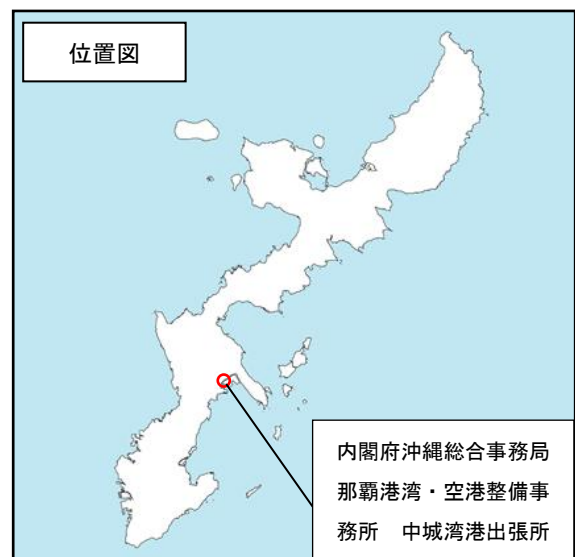 位置図
内閣府沖縄総合事務局
那覇港湾・空港整備事
務所　中城湾港出張所